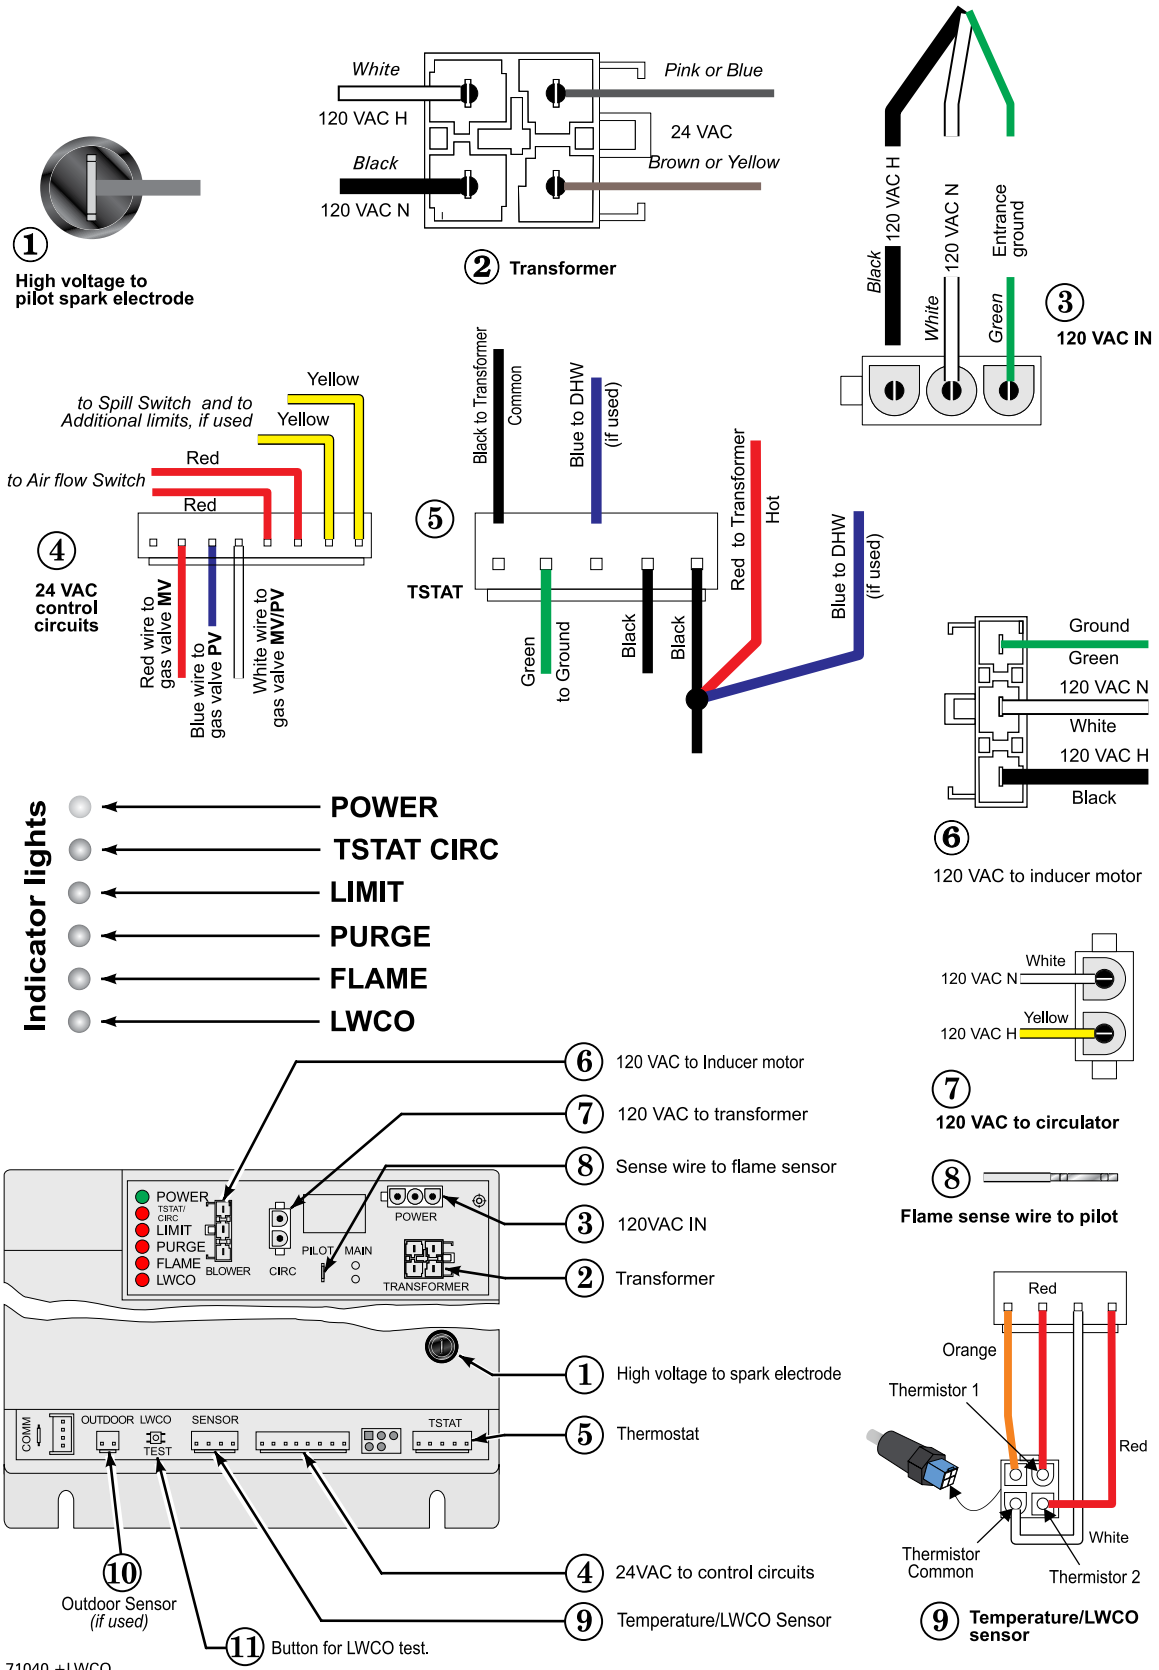 White
120 VAC H
Pink or Blue
24 VAC
Black
Brown or Yellow
120 VAC N
1
High voltage to
pilot spark electrode
2 Transformer
120 VAC H
120 VAC N
Entrance
ground
Black
White
Green
3
120 VAC IN
Yellow
to Spill Switch and to
Additional limits, if used
Yellow
Red
to Air flow Switch
Red
4
24 VAC
control
circuits
Red wire to
gas valve MV
Blue wire to
gas valve PV
White wire to
gas valve MV/PV
Black to Transformer
Common
Blue to DHW
(if used)
Red to Transformer
Hot
Blue to DHW
(if used)
5
TSTAT
Green
to Ground
Black
Black
Ground
Green
120 VAC N
White
120 VAC H
Black
6
120 VAC to inducer motor
Indicator lights
POWER
TSTAT CIRC
LIMIT
PURGE
FLAME
LWCO
White
120 VAC N
Yellow
120 VAC H
7
120 VAC to circulator
8
Flame sense wire to pilot
6 120 VAC to Inducer motor
7 120 VAC to transformer
8 Sense wire to flame sensor
3 120VAC IN
2 Transformer
1 High voltage to spark electrode
5 Thermostat
4 24VAC to control circuits
9 Temperature/LWCO Sensor
POWER
TSTAT/
CIRC
LIMIT
PURGE
FLAME
LWCO
BLOWER
CIRC
PILOT
MAIN
POWER
TRANSFORMER
COMM
OUTDOOR
LWCO
TEST
SENSOR
TSTAT
10
Outdoor Sensor
(if used)
11 Button for LWCO test.
Red
Orange
Thermistor 1
Red
White
Thermistor
Common
Thermistor 2
9 Temperature/LWCO
sensor
71040 +LWCO